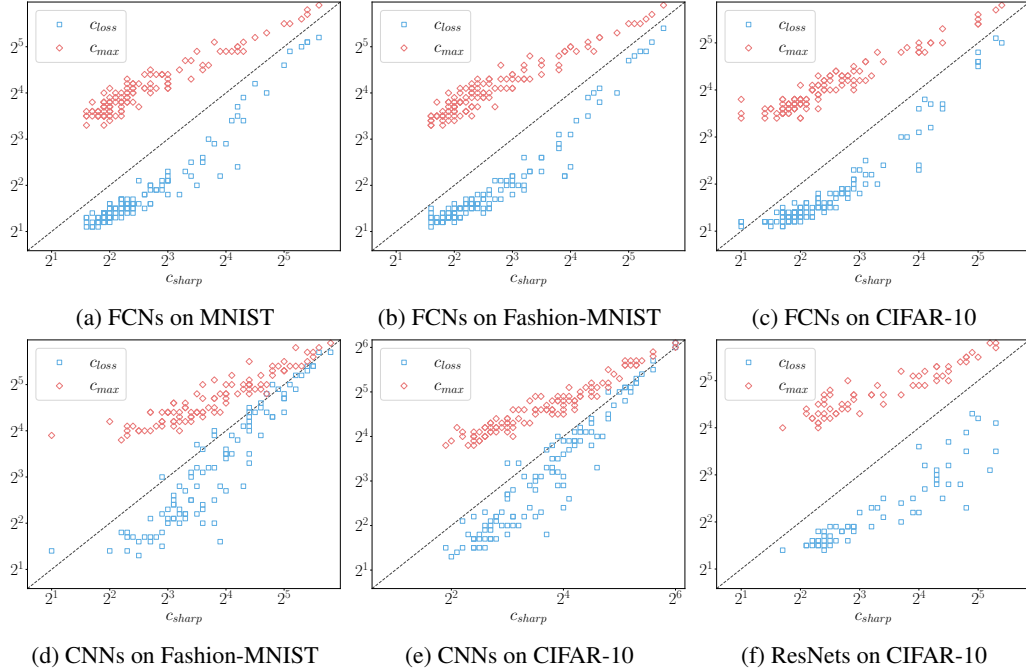 c_loss
c_max
2^5
2^4
2^3
2^2
2^1
2^1 2^2 2^3 2^4 2^5
c_sharp
(a) FCNs on MNIST
c_loss
c_max
2^5
2^4
2^3
2^2
2^1
2^1 2^2 2^3 2^4 2^5
c_sharp
(b) FCNs on Fashion-MNIST
c_loss
c_max
2^5
2^4
2^3
2^2
2^1
2^1 2^2 2^3 2^4 2^5
c_sharp
(c) FCNs on CIFAR-10
c_loss
c_max
2^5
2^4
2^3
2^2
2^1
2^1 2^2 2^3 2^4 2^5
c_sharp
(d) CNNs on Fashion-MNIST
c_loss
c_max
2^6
2^5
2^4
2^3
2^2
2^1
2^2 2^4 2^6
c_sharp
(e) CNNs on CIFAR-10
c_loss
c_max
2^5
2^4
2^3
2^2
2^1
2^1 2^2 2^3 2^4 2^5
c_sharp
(f) ResNets on CIFAR-10